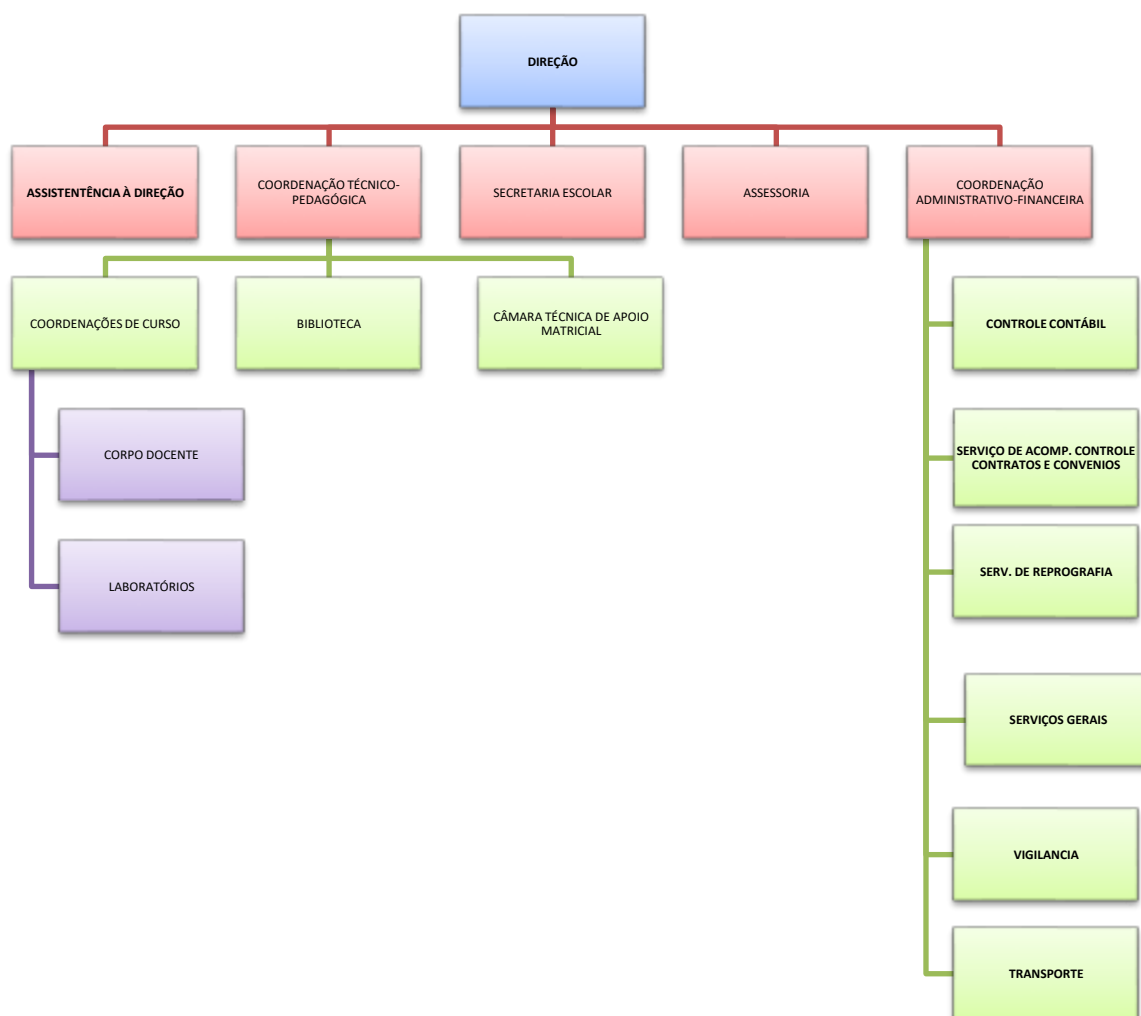 DIREÇÃO
ASSISTENTÊNCIA À DIREÇÃO
COORDENAÇÃO TÉCNICO-
PEDAGÓGICA
SECRETARIA ESCOLAR
ASSESSORIA
COORDENAÇÃO
ADMINISTRATIVO-FINANCEIRA
COORDENAÇÕES DE CURSO
BIBLIOTECA
CÂMARA TÉCNICA DE APOIO
MATRICIAL
CORPO DOCENTE
LABORATÓRIOS
CONTROLE CONTÁBIL
SERVIÇO DE ACOMP. CONTROLE
CONTRATOS E CONVENIOS
SERV. DE REPROGRAFIA
SERVIÇOS GERAIS
VIGILANCIA
TRANSPORTE